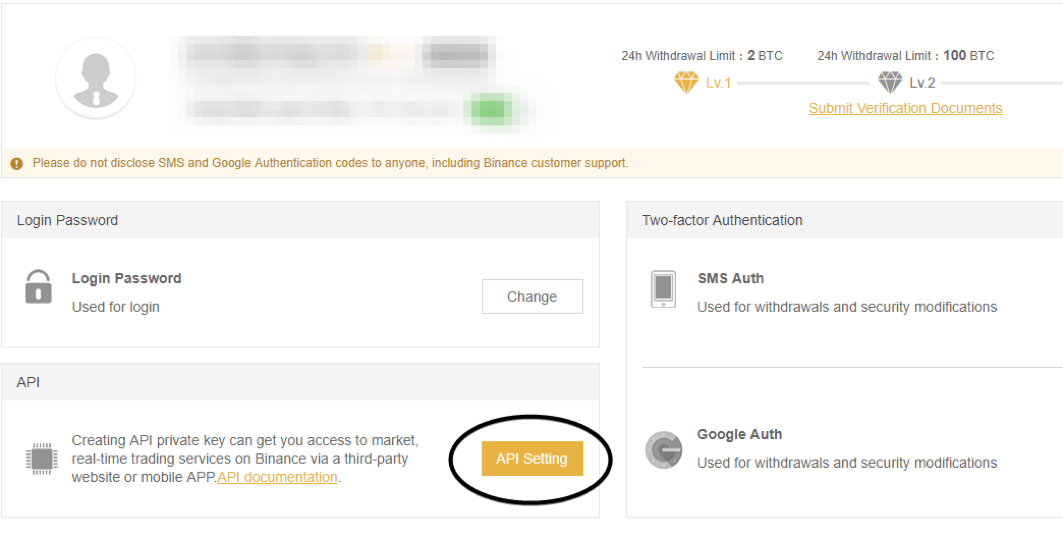 24h Withdrawal Limit : 2 BTC
24h Withdrawal Limit : 100 BTC
Lv.1
Lv.2
Submit Verification Documents
Please do not disclose SMS and Google Authentication codes to anyone, including Binance customer support.
Login Password
Login Password
Used for login
Change
Two-factor Authentication
SMS Auth
Used for withdrawals and security modifications
API
Creating API private key can get you access to market,
real-time trading services on Binance via a third-party
website or mobile APP.API documentation.
API Setting
Google Auth
Used for withdrawals and security modifications